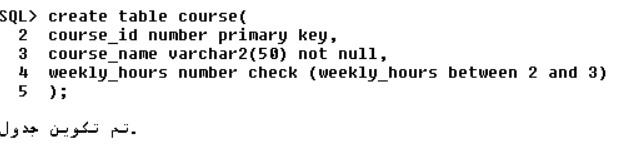 SQL> create table course(
  2  course_id number primary key,
  3  course_name varchar2(50) not null,
  4  weekly_hours number check (weekly_hours between 2 and 3)
  5  );
تم تكوين جدول.